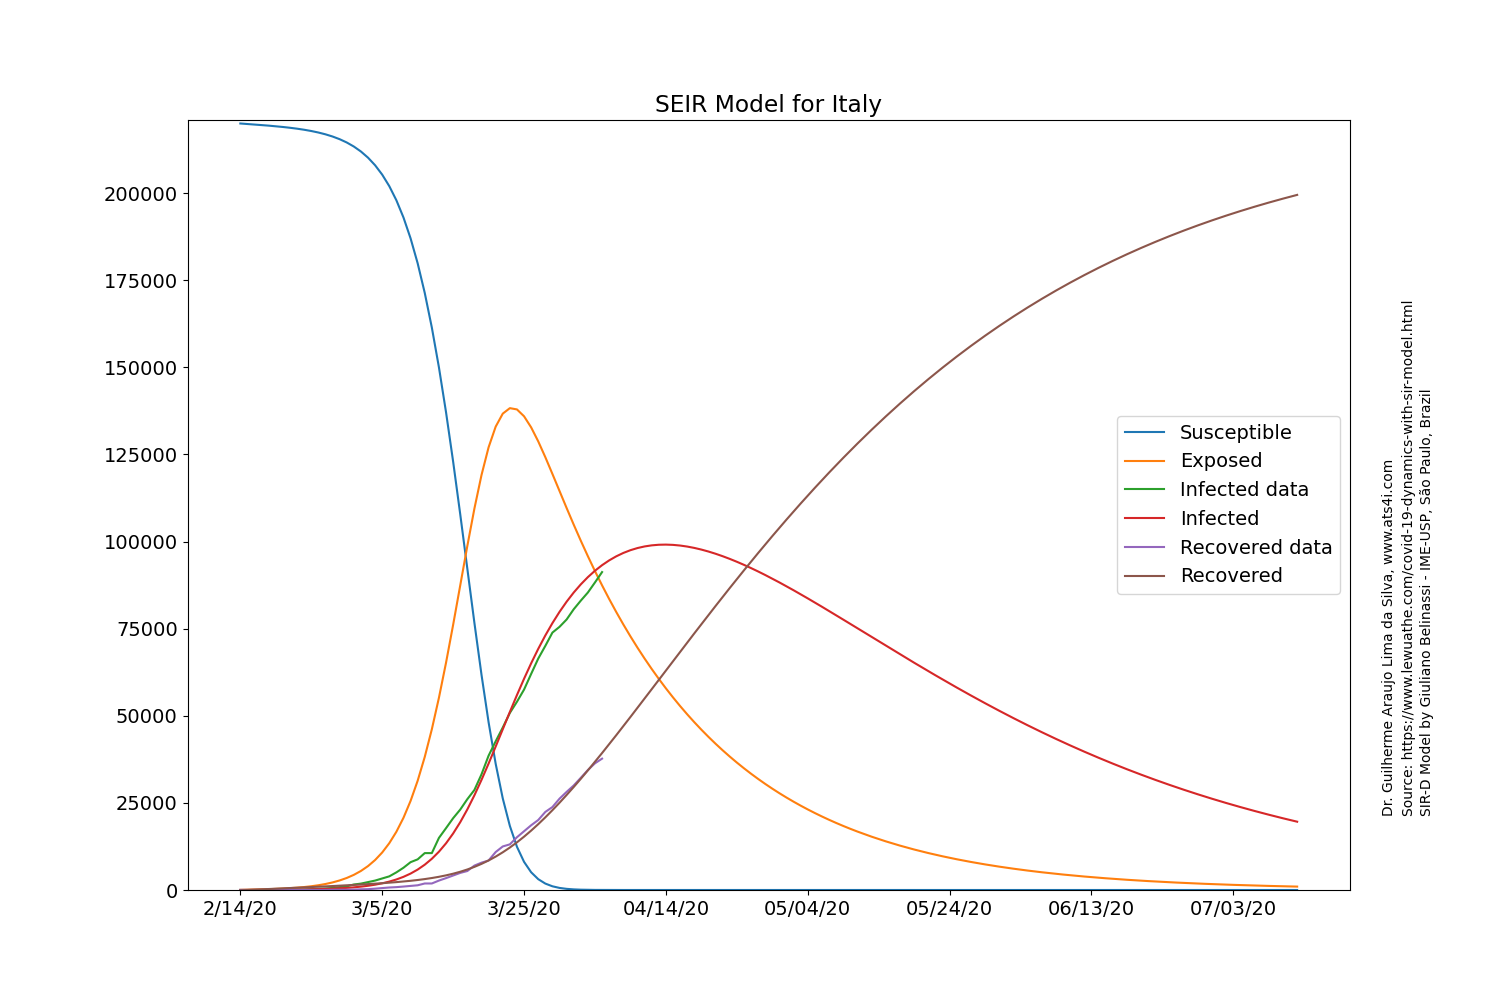 SEIR Model for Italy
200000
175000
150000
125000
100000
75000
50000
25000
0
2/14/20 3/5/20 3/25/20 04/14/20 05/04/20 05/24/20 06/13/20 07/03/20
Susceptible
Exposed
Infected data
Infected
Recovered data
Recovered
Dr. Guilherme Araujo Lima da Silva, www.ats4i.com
Source: https://www.lewuathe.com/covid-19-dynamics-with-sir-model.html
SIR-D Model by Giuliano Belinassi - IME-USP, São Paulo, Brazil